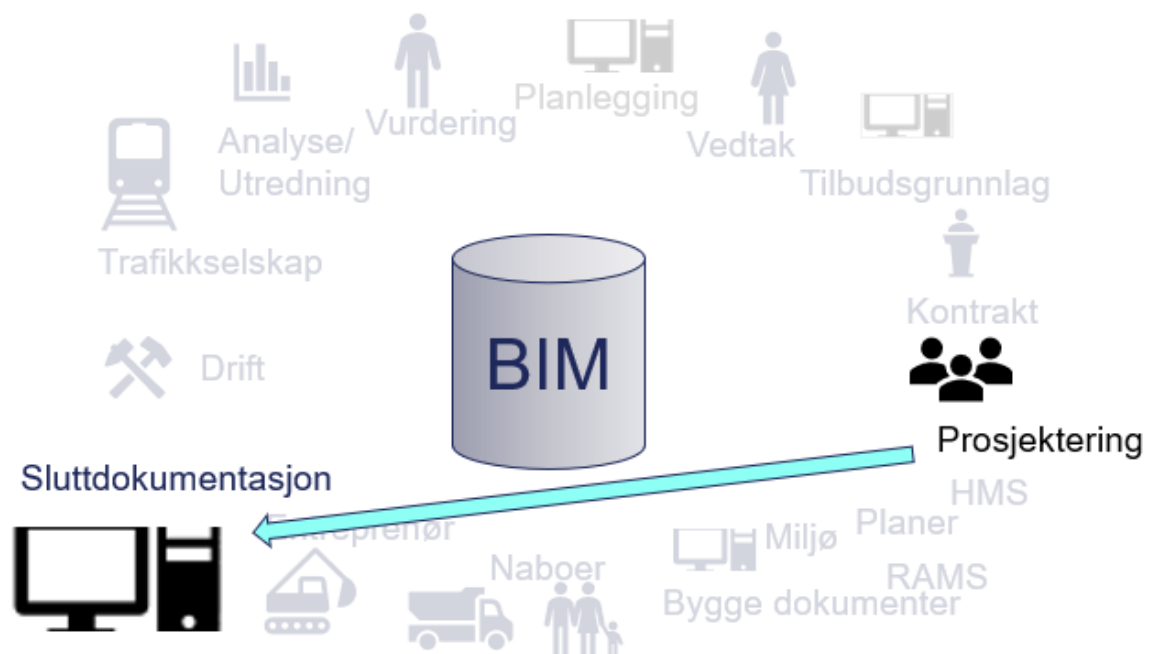 Planlegging
Vurdering
Analyse/
Utredning
Vedtak
Tilbudsgrunnlag
Trafikkselskap
Kontrakt
BIM
Drift
Prosjektering
Sluttdokumentasjon
HMS
Entreprenør
Planer
Miljø
Naboer
RAMS
Bygge dokumenter